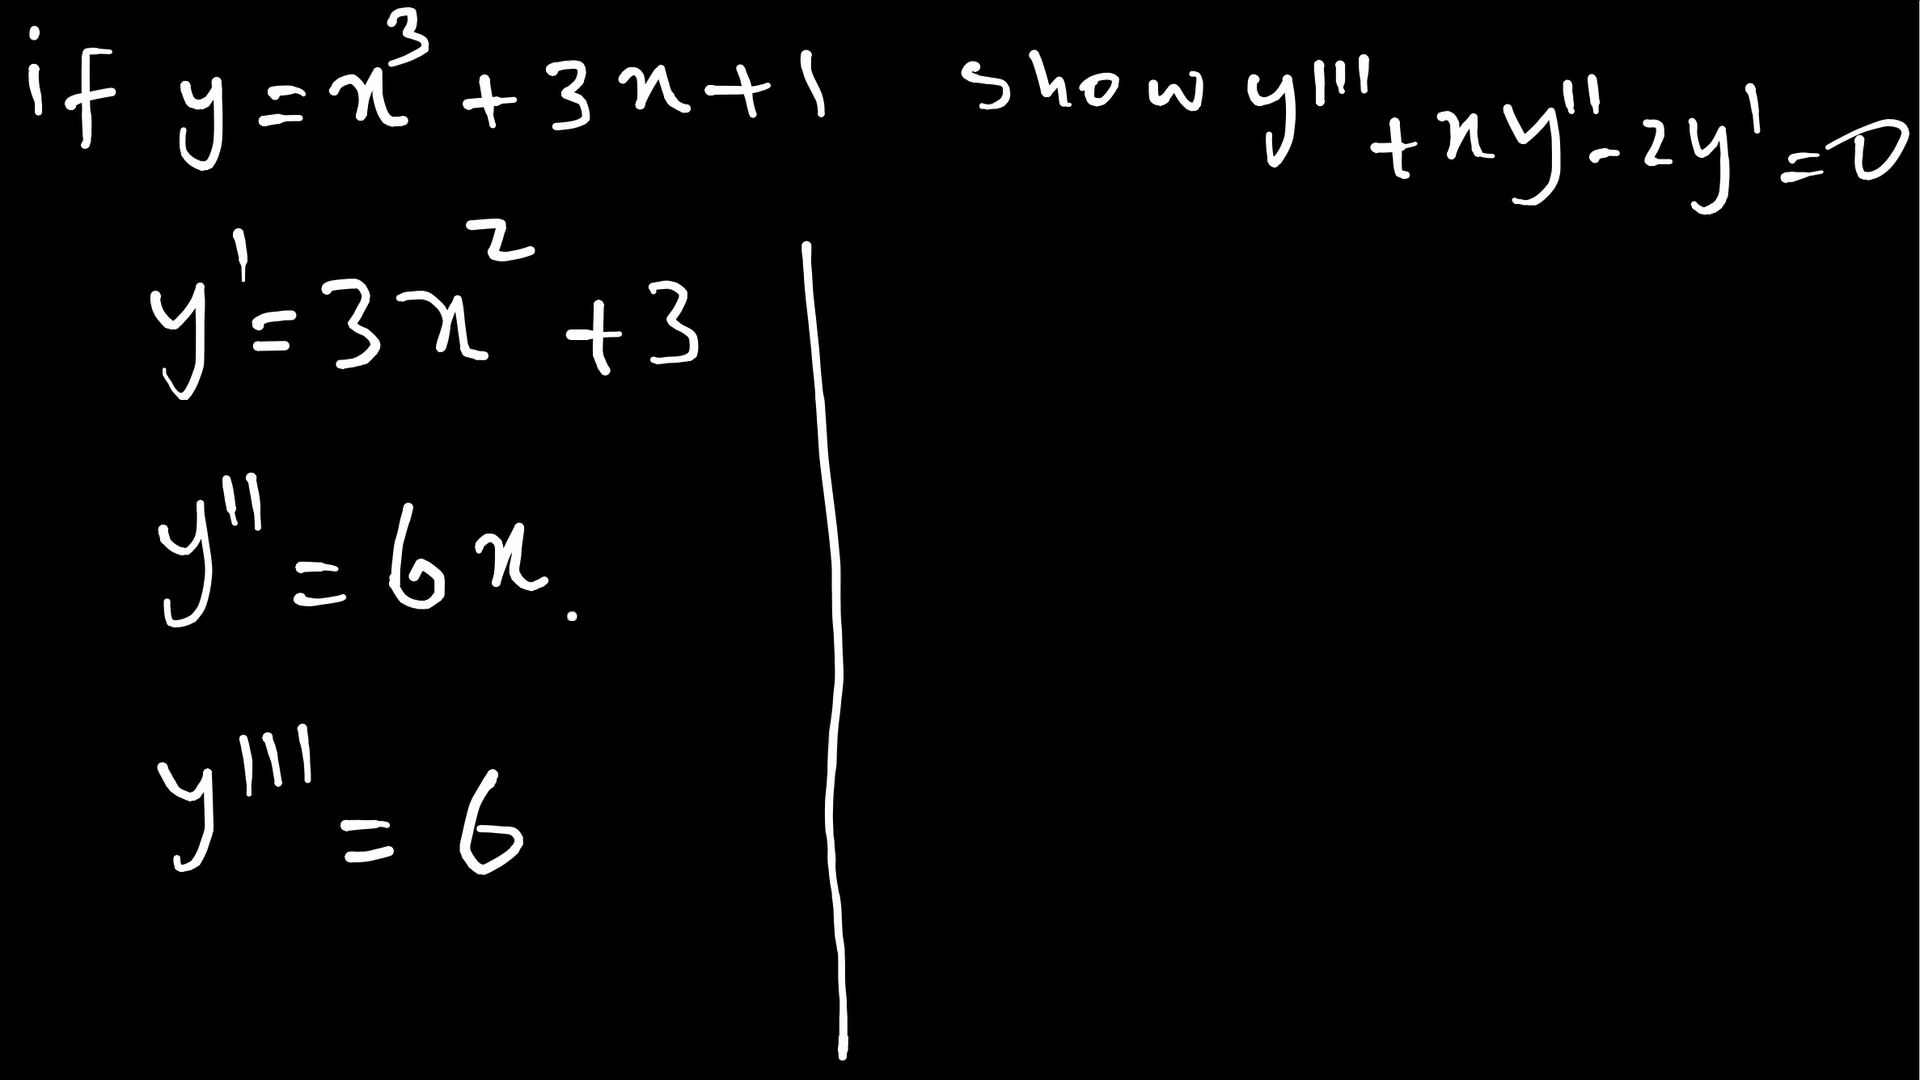 if y = x³ + 3x + 1 show y''' + xy'' - 2y' = 0
y' = 3x² + 3
y'' = 6x.
y''' = 6